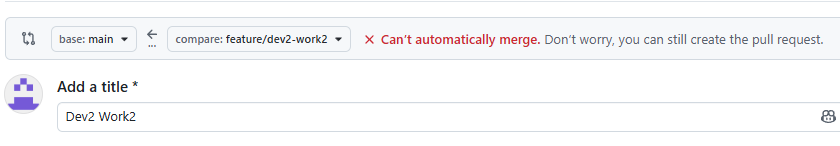 base: main compare: feature/dev2-work2 Can't automatically merge. Don't worry, you can still create the pull request.
Add a title *
Dev2 Work2